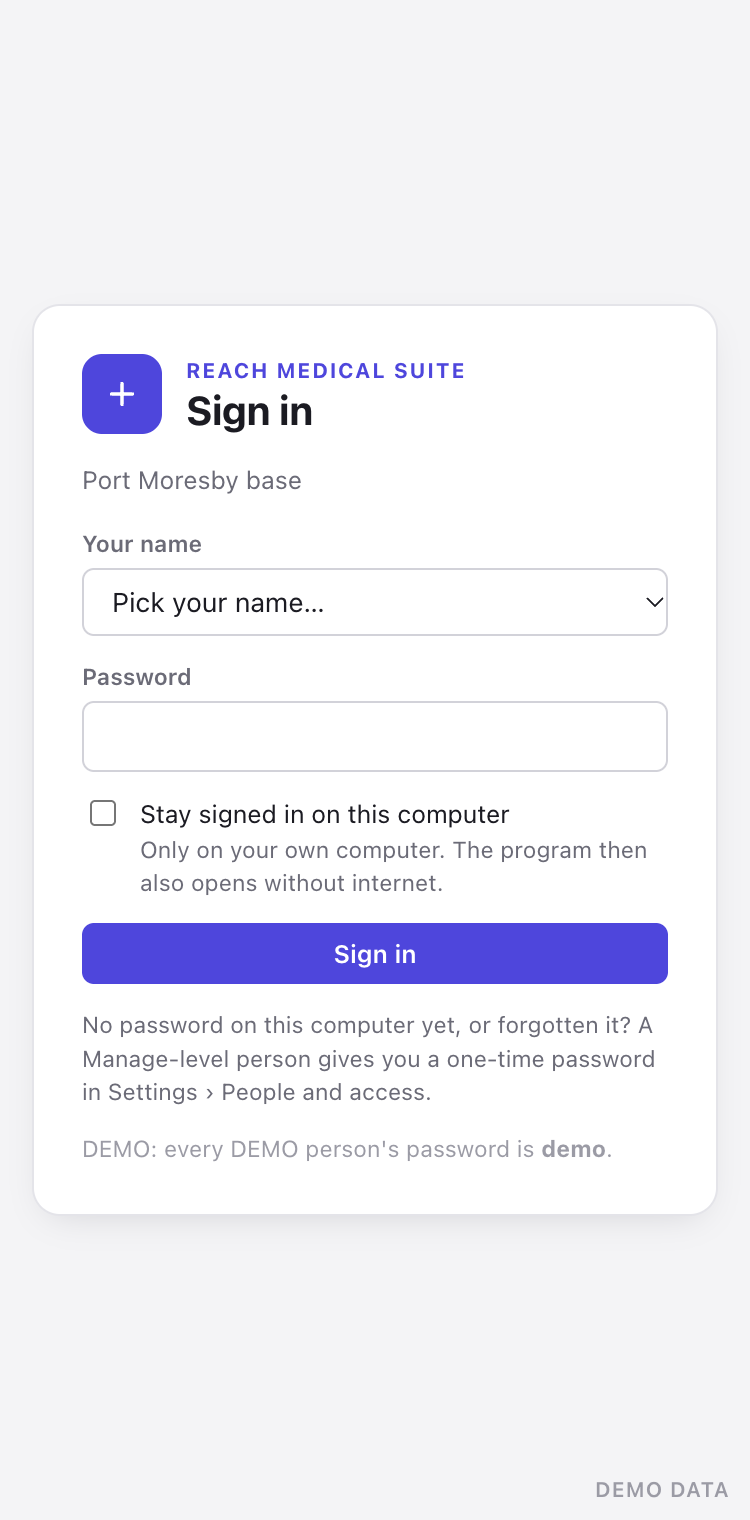 REACH MEDICAL SUITE
Sign in
Port Moresby base
Your name
Pick your name...
Password
Stay signed in on this computer
Only on your own computer. The program then
also opens without internet.
Sign in
No password on this computer yet, or forgotten it? A
Manage-level person gives you a one-time password
in Settings › People and access.
DEMO: every DEMO person's password is demo.
DEMO DATA